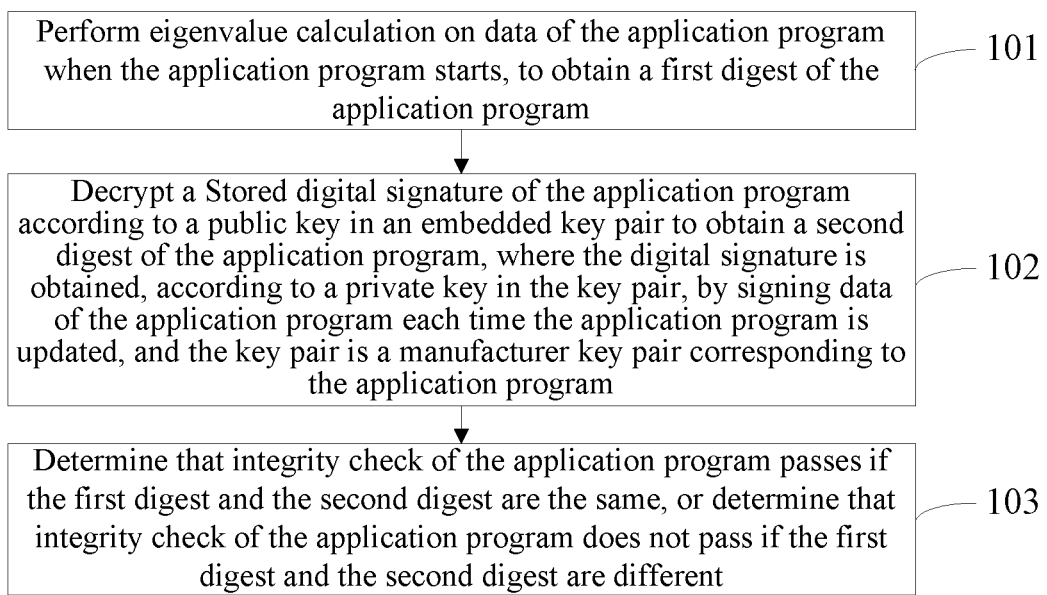 Perform eigenvalue calculation on data of the application program
when the application program starts, to obtain a first digest of the
application program
101
Decrypt a Stored digital signature of the application program
according to a public key in an embedded key pair to obtain a second
digest of the application program, where the digital signature is
obtained, according to a private key in the key pair, by signing data
of the application program each time the application program is
updated, and the key pair is a manufacturer key pair corresponding to
the application program
102
Determine that integrity check of the application program passes if
the first digest and the second digest are the same, or determine that
integrity check of the application program does not pass if the first
digest and the second digest are different
103